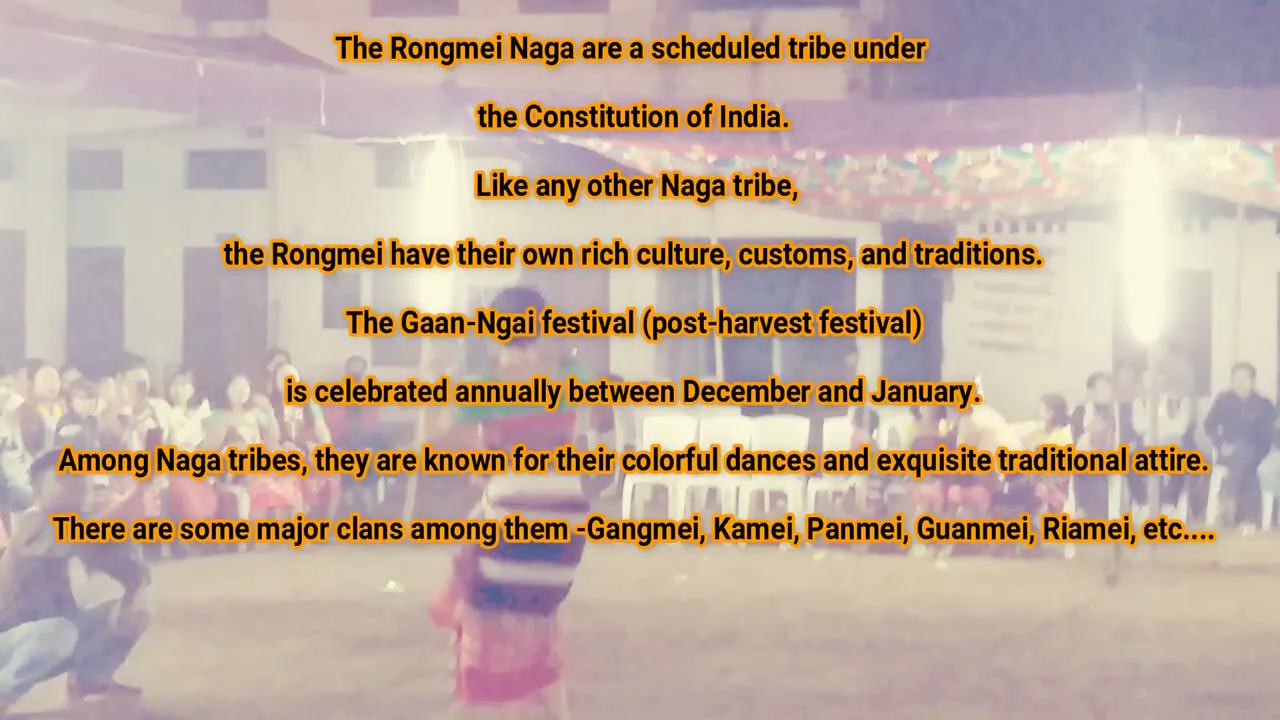 The Rongmei Naga are a scheduled tribe under
the Constitution of India.
Like any other Naga tribe,
the Rongmei have their own rich culture, customs, and traditions.
The Gaan-Ngai festival (post-harvest festival)
is celebrated annually between December and January.
Among Naga tribes, they are known for their colorful dances and exquisite traditional attire.
There are some major clans among them -Gangmei, Kamei, Panmei, Guanmei, Riamei, etc....